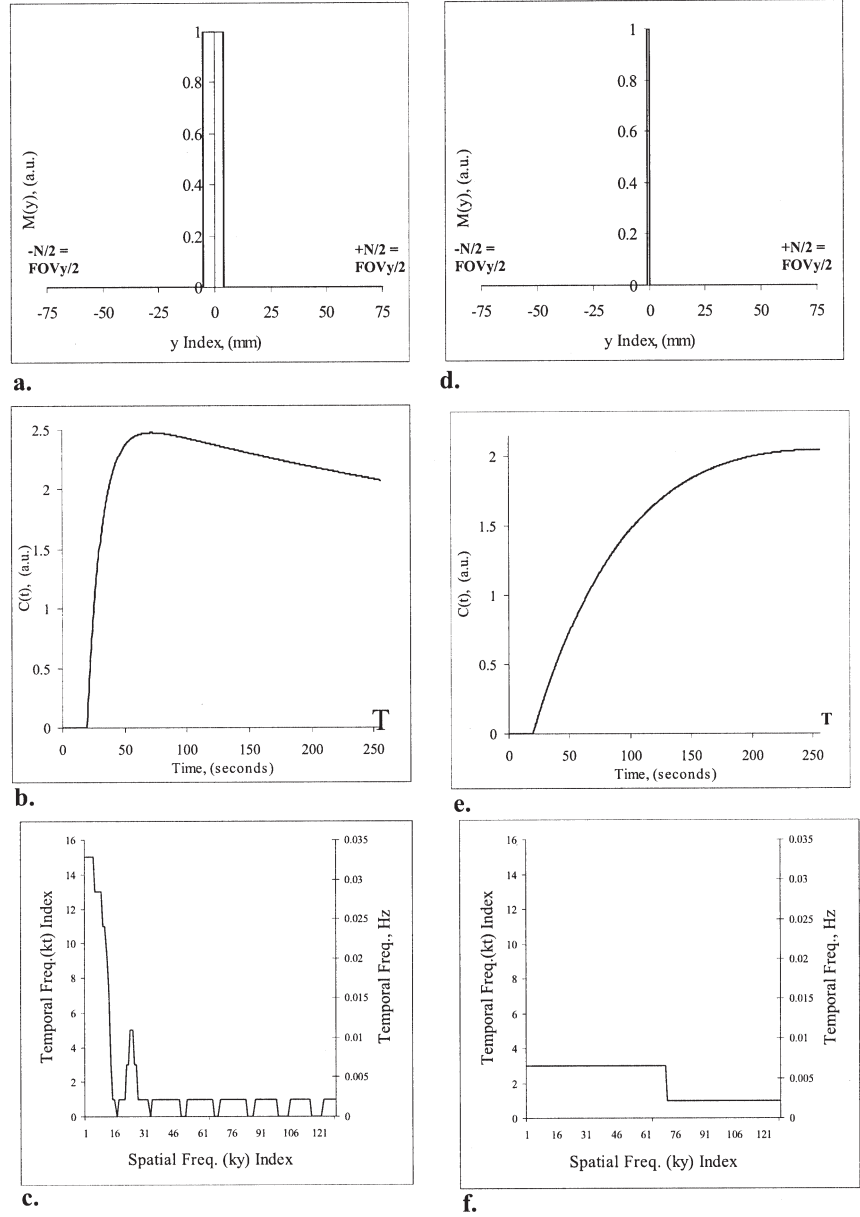 1
0.8
0.6
0.4
0.2
0
M(y), (a.u.)
-N/2 =
FOVy/2
+N/2 =
FOVy/2
-75 -50 -25 0 25 50 75
y Index, (mm)
a.
1
0.8
0.6
0.4
0.2
0
M(y), (a.u.)
-N/2 =
FOVy/2
+N/2 =
FOVy/2
-75 -50 -25 0 25 50 75
y Index, (mm)
d.
2.5
2
1.5
1
0.5
0
C(t), (a.u.)
T
0 50 100 150 200 250
Time, (seconds)
b.
2
1.5
1
0.5
0
C(t), (a.u.)
T
0 50 100 150 200 250
Time, (seconds)
e.
16
14
12
10
8
6
4
2
0
Temporal Freq.(kt) Index
0.035
0.03
0.025
0.02
0.015
0.01
0.005
0
Temporal Freq., Hz
1 16 31 46 61 76 91 106 121
Spatial Freq. (ky) Index
c.
16
14
12
10
8
6
4
2
0
Temporal Freq.(kt) Index
0.035
0.03
0.025
0.02
0.015
0.01
0.005
0
Temporal Freq., Hz
1 16 31 46 61 76 91 106 121
Spatial Freq. (ky) Index
f.